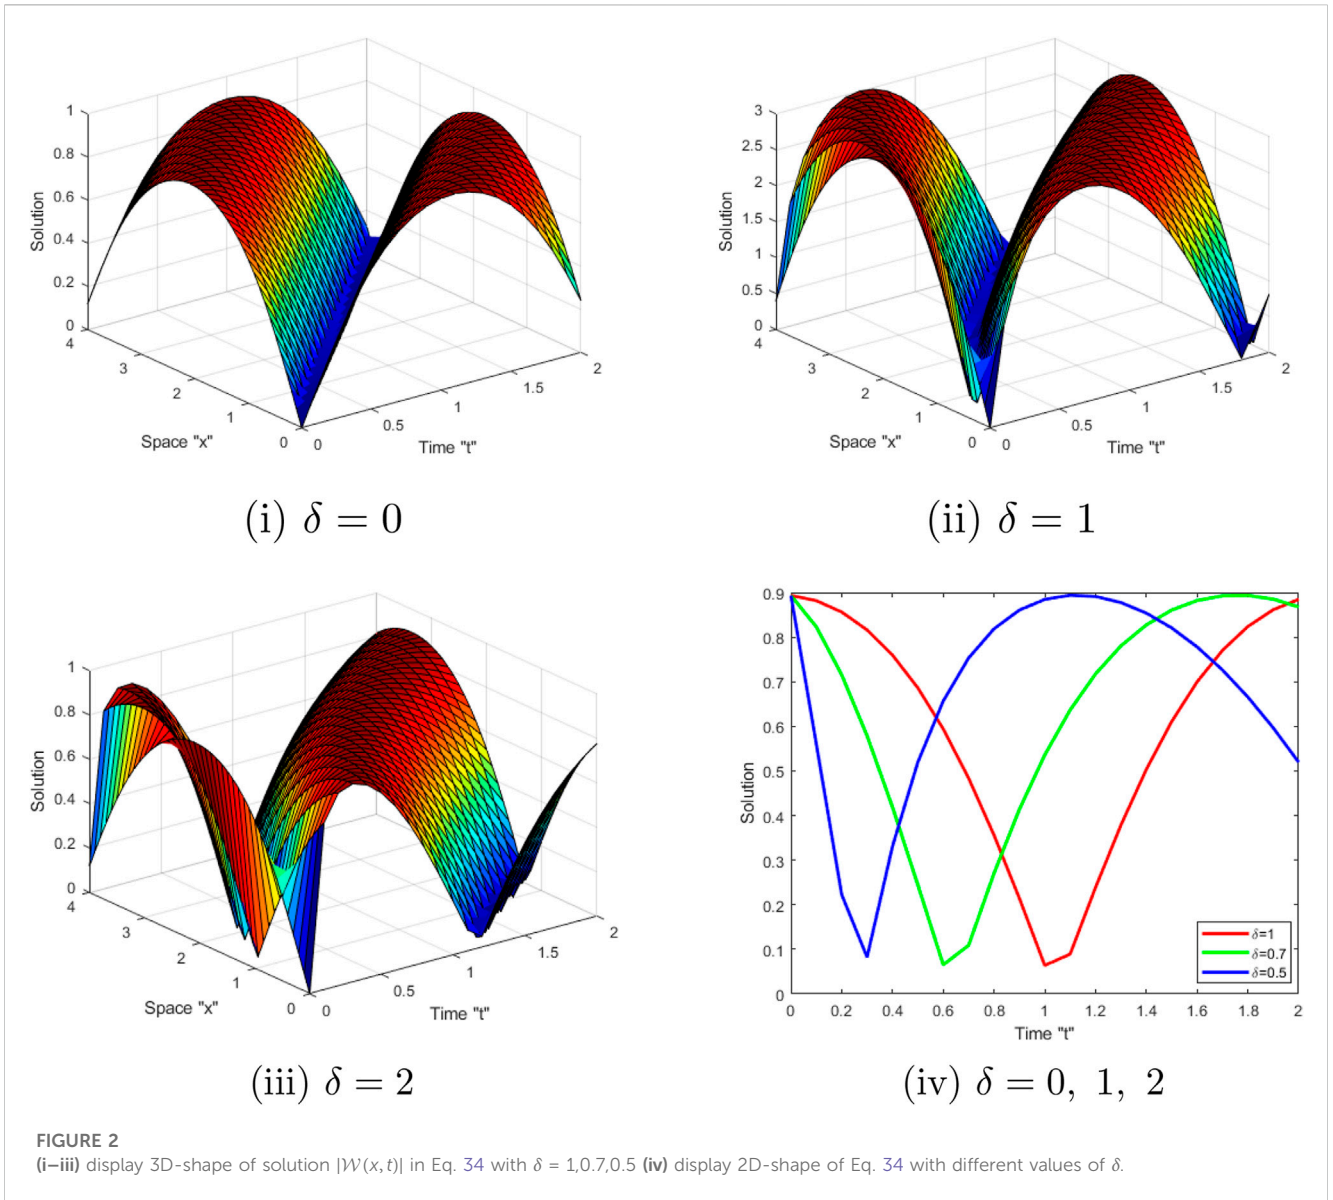 1
0.8
0.6
0.4
0.2
0
Solution
4
3
2
1
0
Space "x"
0
0.5
1
1.5
2
Time "t"
(i) δ = 0
3
2.5
2
1.5
1
0.5
0
Solution
4
3
2
1
0
Space "x"
0
0.5
1
1.5
2
Time "t"
(ii) δ = 1
1
0.8
0.6
0.4
0.2
0
Solution
4
3
2
1
0
Space "x"
0
0.5
1
1.5
2
Time "t"
(iii) δ = 2
0.9
0.8
0.7
0.6
0.5
0.4
0.3
0.2
0.1
0
Solution
0 0.2 0.4 0.6 0.8 1 1.2 1.4 1.6 1.8 2
Time "t"
δ=1
δ=0.7
δ=0.5
(iv) δ = 0, 1, 2
FIGURE 2
(i–iii) display 3D-shape of solution |𝒲(x, t)| in Eq. 34 with δ = 1,0.7,0.5 (iv) display 2D-shape of Eq. 34 with different values of δ.